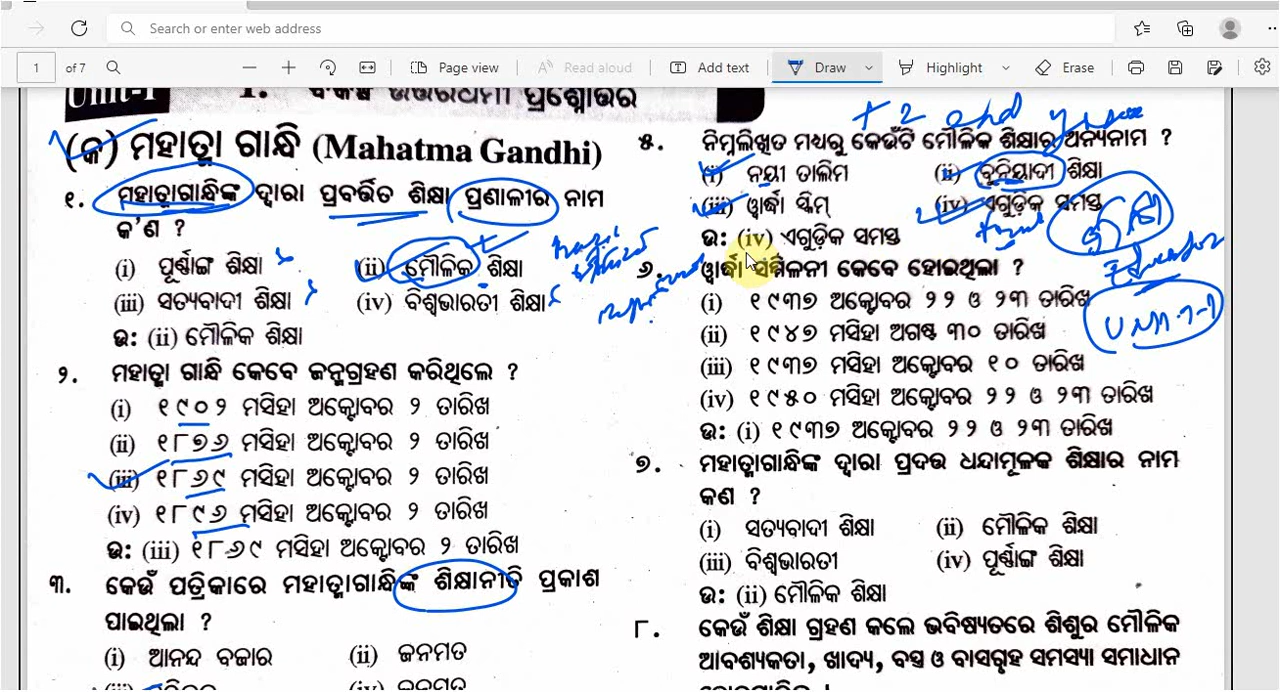 Search or enter web address
1 of 7 Page view Read aloud Add text Draw Highlight Erase
Unit-1 1. ପ୍ରଶ୍ନୋତ୍ତର
(କ) ମହାତ୍ମା ଗାନ୍ଧି (Mahatma Gandhi)
୧. ମହାତ୍ମାଗାନ୍ଧିଙ୍କ ଦ୍ୱାରା ପ୍ରବର୍ତ୍ତିତ ଶିକ୍ଷା ପ୍ରଣାଳୀର ନାମ
କ'ଣ ?
(i) ପୂର୍ଣ୍ଣାଙ୍ଗ ଶିକ୍ଷା (ii) ମୌଳିକ ଶିକ୍ଷା
(iii) ସତ୍ୟବାଦୀ ଶିକ୍ଷା (iv) ବିଶ୍ୱଭାରତୀ ଶିକ୍ଷା
ଉ: (ii) ମୌଳିକ ଶିକ୍ଷା
୨. ମହାତ୍ମା ଗାନ୍ଧି କେବେ ଜନ୍ମଗ୍ରହଣ କରିଥିଲେ ?
(i) ୧୯୦୨ ମସିହା ଅକ୍ଟୋବର ୨ ତାରିଖ
(ii) ୧୮୭୬ ମସିହା ଅକ୍ଟୋବର ୨ ତାରିଖ
(iii) ୧୮୬୯ ମସିହା ଅକ୍ଟୋବର ୨ ତାରିଖ
(iv) ୧୮୯୬ ମସିହା ଅକ୍ଟୋବର ୨ ତାରିଖ
ଉ: (iii) ୧୮୬୯ ମସିହା ଅକ୍ଟୋବର ୨ ତାରିଖ
୩. କେଉଁ ପତ୍ରିକାରେ ମହାତ୍ମାଗାନ୍ଧିଙ୍କ ଶିକ୍ଷାନୀତି ପ୍ରକାଶ
ପାଇଥିଲା ?
(i) ଆନନ୍ଦ ବଜାର (ii) ଜନମତ
+2 and
୫. ନିମ୍ନଲିଖିତ ମଧ୍ୟରୁ କେଉଁଟି ମୌଳିକ ଶିକ୍ଷାର ଅନ୍ୟନାମ ?
(i) ନୟୀ ତାଲିମ (ii) ବୁନିୟାଦୀ ଶିକ୍ଷା
(iii) ୱାର୍ଦ୍ଧା ସ୍କିମ୍ (iv) ଏଗୁଡ଼ିକ ସମସ୍ତ
ଉ: (iv) ଏଗୁଡ଼ିକ ସମସ୍ତ
୬. ୱାର୍ଦ୍ଧା ସମ୍ମିଳନୀ କେବେ ହୋଇଥିଲା ?
(i) ୧୯୩୭ ଅକ୍ଟୋବର ୨୨ ଓ ୨୩ ତାରିଖ
(ii) ୧୯୪୭ ମସିହା ଅଗଷ୍ଟ ୩୦ ତାରିଖ
(iii) ୧୯୩୭ ମସିହା ଅକ୍ଟୋବର ୧୦ ତାରିଖ
(iv) ୧୯୫୦ ମସିହା ଅକ୍ଟୋବର ୨୨ ଓ ୨୩ ତାରିଖ
ଉ: (i) ୧୯୩୭ ଅକ୍ଟୋବର ୨୨ ଓ ୨୩ ତାରିଖ
୭. ମହାତ୍ମାଗାନ୍ଧିଙ୍କ ଦ୍ୱାରା ପ୍ରଦତ୍ତ ଧନ୍ଦାମୂଳକ ଶିକ୍ଷାର ନାମ
କଣ ?
(i) ସତ୍ୟବାଦୀ ଶିକ୍ଷା (ii) ମୌଳିକ ଶିକ୍ଷା
(iii) ବିଶ୍ୱଭାରତୀ (iv) ପୂର୍ଣ୍ଣାଙ୍ଗ ଶିକ୍ଷା
ଉ: (ii) ମୌଳିକ ଶିକ୍ଷା
୮. କେଉଁ ଶିକ୍ଷା ଗ୍ରହଣ କଲେ ଭବିଷ୍ୟତରେ ଶିଶୁର ମୌଳିକ
ଆବଶ୍ୟକତା, ଖାଦ୍ୟ, ବସ୍ତ୍ର ଓ ବାସଗୃହ ସମସ୍ୟା ସମାଧାନ